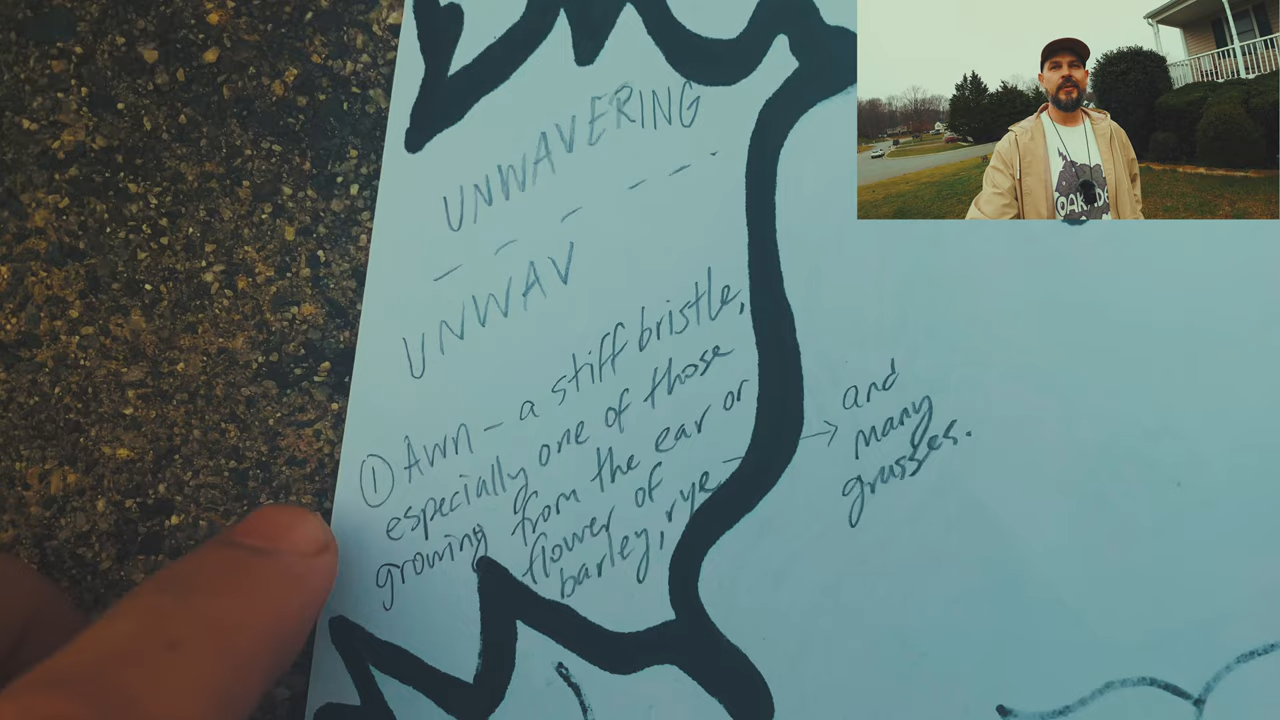 UNWAVERING
UNWAV
① Awn - a stiff bristle,
especially one of those
growing from the ear or
flower of
barley, rye
→ and
many
grasses.
OAKADE